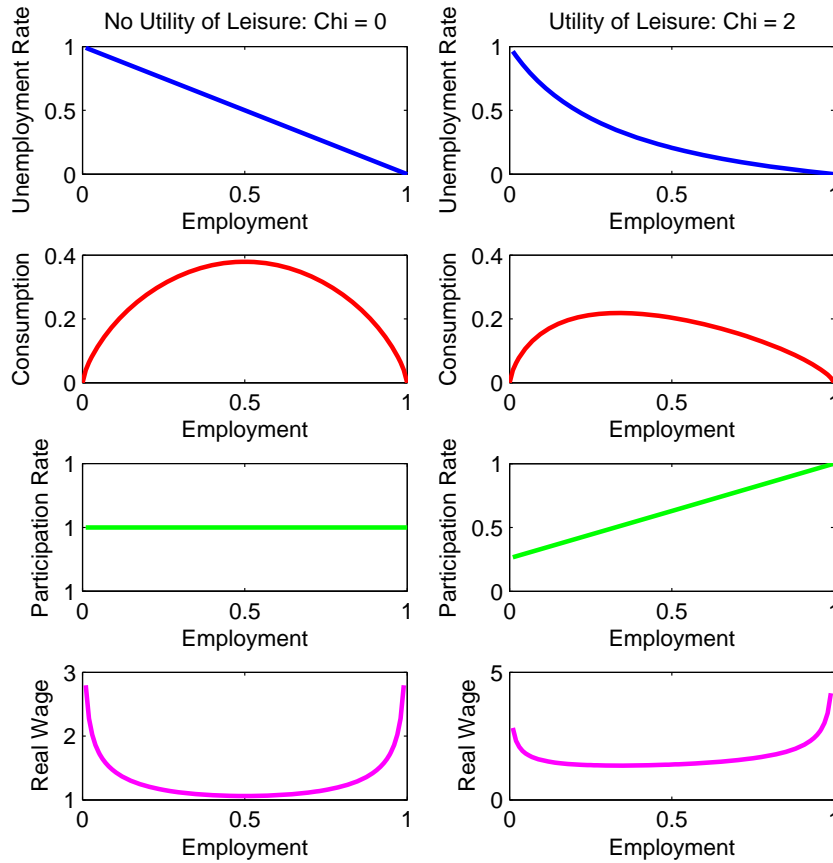 No Utility of Leisure: Chi = 0
Unemployment Rate
1
0.5
0
0
0.5
1
Employment
Utility of Leisure: Chi = 2
Unemployment Rate
1
0.5
0
0
0.5
1
Employment
Consumption
0.4
0.2
0
0
0.5
1
Employment
Consumption
0.4
0.2
0
0
0.5
1
Employment
Participation Rate
1
1
1
0
0.5
1
Employment
Participation Rate
1
0.5
0
0
0.5
1
Employment
Real Wage
3
2
1
0
0.5
1
Employment
Real Wage
5
0
0
0.5
1
Employment